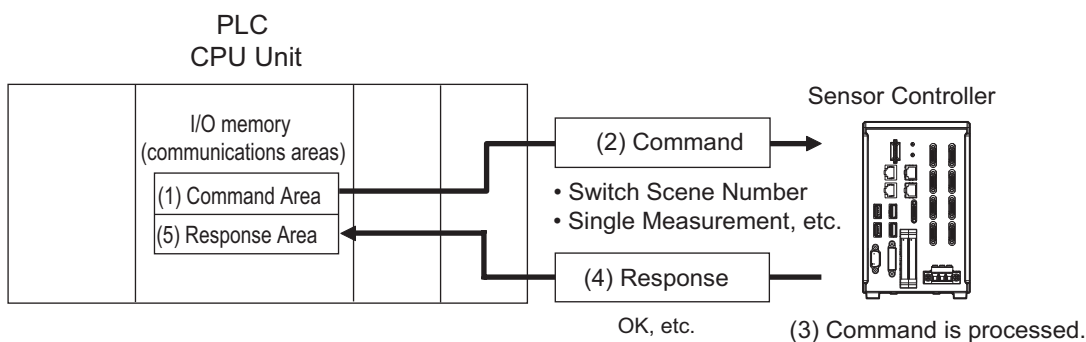 PLC
CPU Unit
Sensor Controller
I/O memory
(communications areas)
(1) Command Area
(5) Response Area
(2) Command
• Switch Scene Number
• Single Measurement, etc.
(4) Response
OK, etc.
(3) Command is processed.